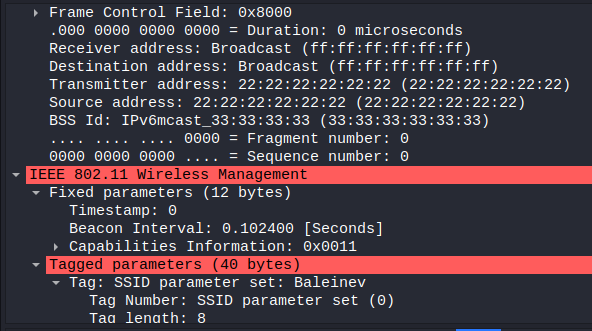 Frame Control Field: 0x8000
.000 0000 0000 0000 = Duration: 0 microseconds
Receiver address: Broadcast (ff:ff:ff:ff:ff:ff)
Destination address: Broadcast (ff:ff:ff:ff:ff:ff)
Transmitter address: 22:22:22:22:22:22 (22:22:22:22:22:22)
Source address: 22:22:22:22:22:22 (22:22:22:22:22:22)
BSS Id: IPv6mcast_33:33:33:33 (33:33:33:33:33:33)
.... .... .... 0000 = Fragment number: 0
0000 0000 0000 .... = Sequence number: 0
IEEE 802.11 Wireless Management
Fixed parameters (12 bytes)
Timestamp: 0
Beacon Interval: 0.102400 [Seconds]
Capabilities Information: 0x0011
Tagged parameters (40 bytes)
Tag: SSID parameter set: Baleinev
Tag Number: SSID parameter set (0)
Tag length: 8